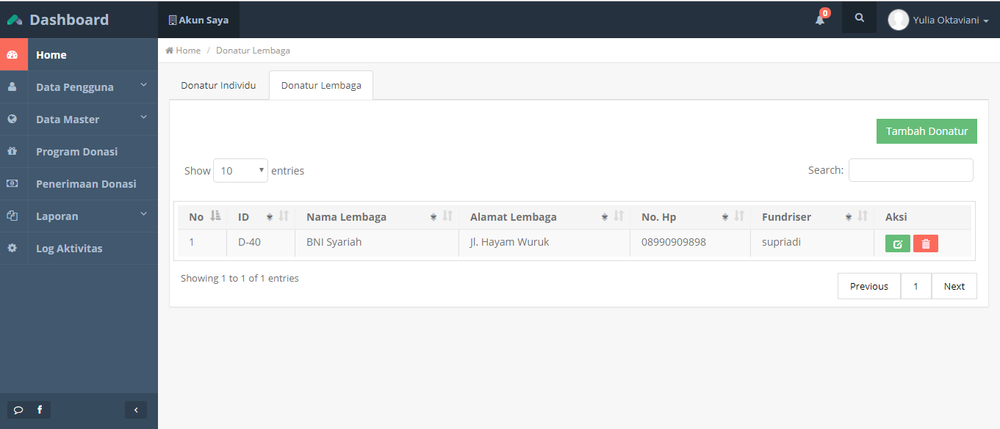 Dashboard
Akun Saya
0
Yulia Oktaviani
Home
Data Pengguna
Data Master
Program Donasi
Penerimaan Donasi
Laporan
Log Aktivitas
Home / Donatur Lembaga
Donatur Individu
Donatur Lembaga
Tambah Donatur
Show 10 entries
Search:
No ID Nama Lembaga Alamat Lembaga No. Hp Fundriser Aksi
1 D-40 BNI Syariah Jl. Hayam Wuruk 08990909898 supriadi
Showing 1 to 1 of 1 entries
Previous 1 Next